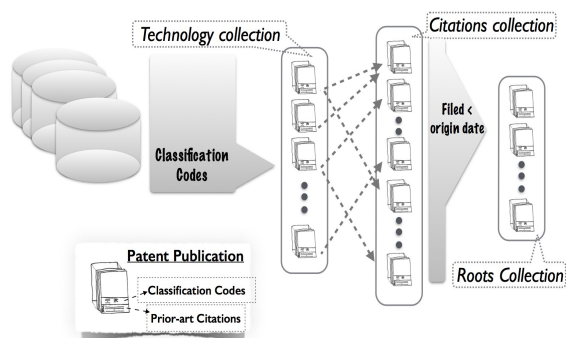 Technology collection
Citations collection
Classification
Codes
Filed <
origin date
Roots Collection
Patent Publication
Classification Codes
Prior-art Citations